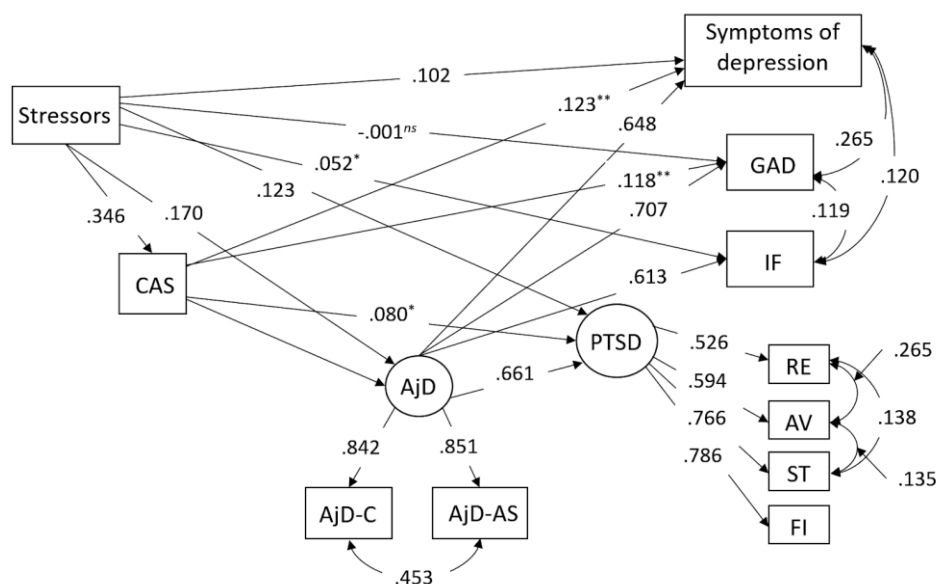 Symptoms of
depression
.102
Stressors
.123**
-.001ns
.648
.265
.052*
GAD
.120
.123
.118**
.346
.170
.707
.119
CAS
IF
.613
.080*
PTSD
.526
.265
RE
AjD
.661
.594
AV
.138
.842
.851
.766
ST
.786
.135
AjD-C
AjD-AS
FI
.453